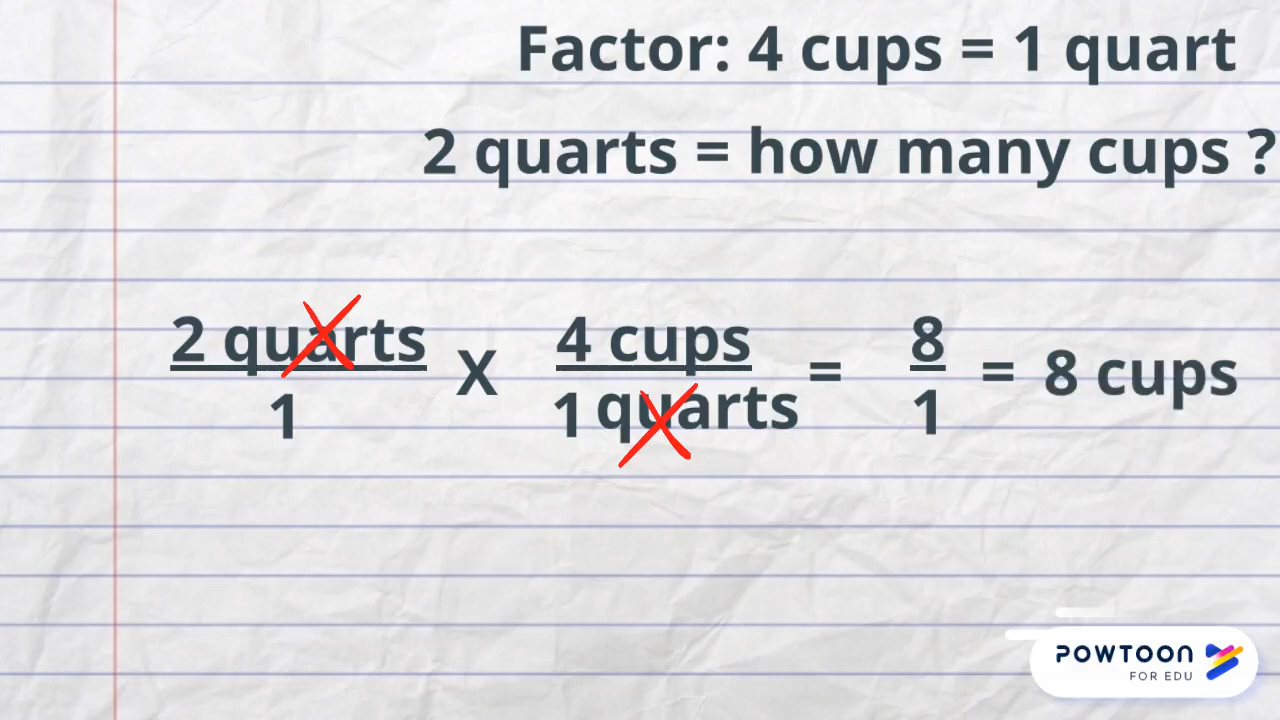 Factor: 4 cups = 1 quart
2 quarts = how many cups ?
2 quarts X 4 cups = 8 = 8 cups
1 1 quarts 1
POWTOON
FOR EDU